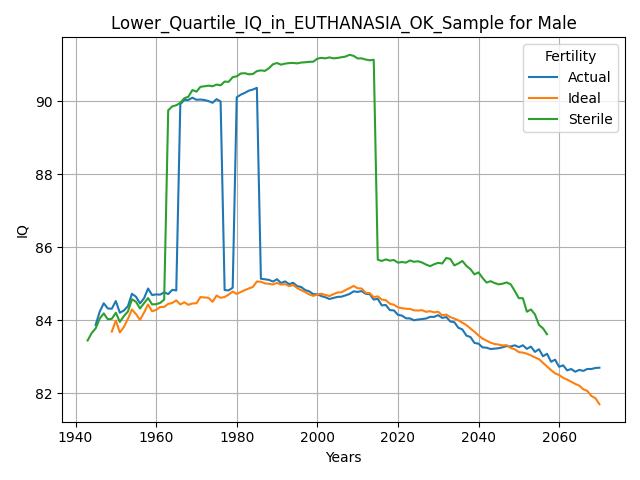 Lower_Quartile_IQ_in_EUTHANASIA_OK_Sample for Male
Fertility
Actual
Ideal
Sterile
90
88
86
84
82
IQ
1940
1960
1980
2000
2020
2040
2060
Years